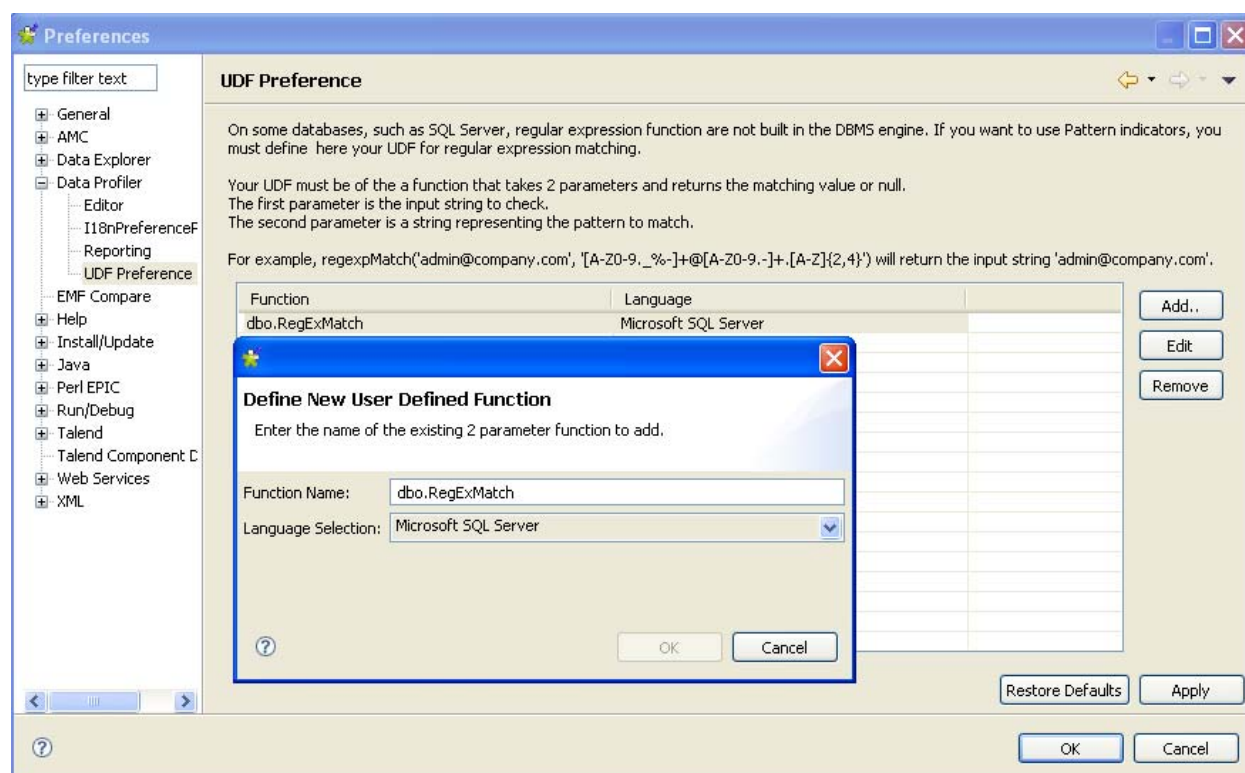 Preferences
type filter text
General
AMC
Data Explorer
Data Profiler
Editor
I18nPreferenceF
Reporting
UDF Preference
EMF Compare
Help
Install/Update
Java
Perl EPIC
Run/Debug
Talend
Talend Component D
Web Services
XML
UDF Preference
On some databases, such as SQL Server, regular expression function are not built in the DBMS engine. If you want to use Pattern indicators, you
must define here your UDF for regular expression matching.
Your UDF must be of the a function that takes 2 parameters and returns the matching value or null.
The first parameter is the input string to check.
The second parameter is a string representing the pattern to match.
For example, regexpMatch('admin@company.com', '[A-Z0-9._%-]+@[A-Z0-9.-]+.[A-Z]{2,4}') will return the input string 'admin@company.com'.
Function Language
dbo.RegExMatch Microsoft SQL Server
Add..
Edit
Remove
Define New User Defined Function
Enter the name of the existing 2 parameter function to add.
Function Name: dbo.RegExMatch
Language Selection: Microsoft SQL Server
OK Cancel
Restore Defaults Apply
OK Cancel